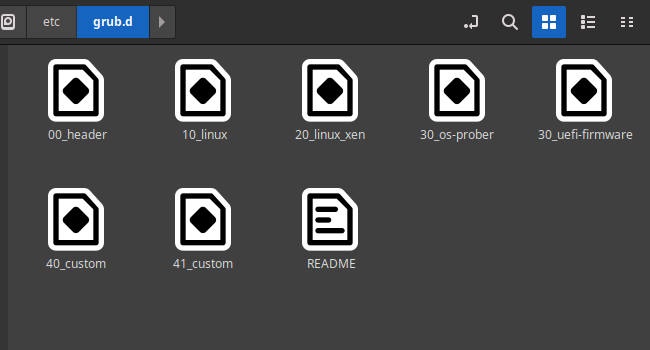 etc
grub.d
00_header
10_linux
20_linux_xen
30_os-prober
30_uefi-firmware
40_custom
41_custom
README